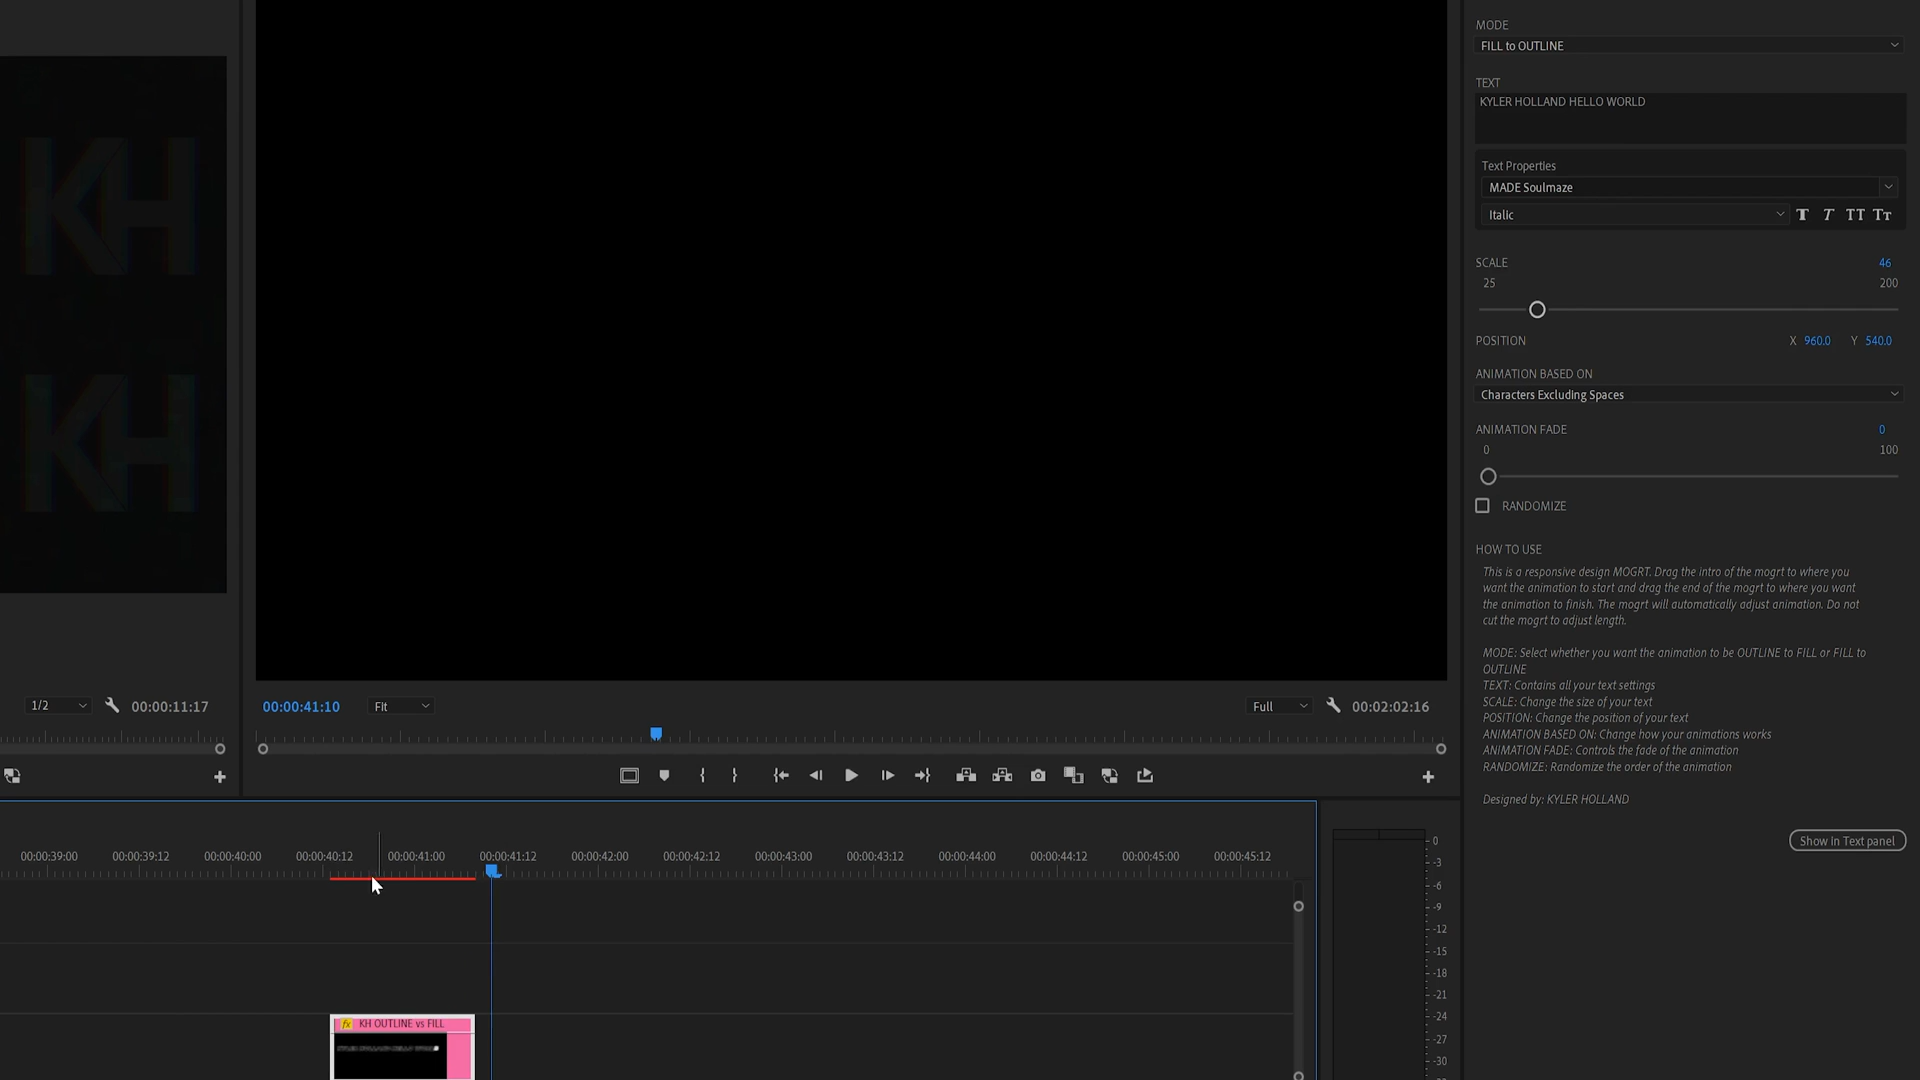 MODE
FILL to OUTLINE
TEXT
KYLER HOLLAND HELLO WORLD
Text Properties
MADE Soulmaze
Italic
T T TT Tт
SCALE 46
25 200
POSITION X 960.0 Y 540.0
ANIMATION BASED ON
Characters Excluding Spaces
ANIMATION FADE 0
0 100
RANDOMIZE
HOW TO USE
This is a responsive design MOGRT. Drag the intro of the mogrt to where you
want the animation to start and drag the end of the mogrt to where you want
the animation to finish. The mogrt will automatically adjust animation. Do not
cut the mogrt to adjust length.
MODE: Select whether you want the animation to be OUTLINE to FILL or FILL to
OUTLINE
TEXT: Contains all your text settings
SCALE: Change the size of your text
POSITION: Change the position of your text
ANIMATION BASED ON: Change how your animations works
ANIMATION FADE: Controls the fade of the animation
RANDOMIZE: Randomize the order of the animation
Designed by: KYLER HOLLAND
Show in Text panel
KH
KH
1/2 00:00:11:17
00:00:41:10 Fit Full 00:02:02:16
00:00:39:00 00:00:39:12 00:00:40:00 00:00:40:12 00:00:41:00 00:00:41:12 00:00:42:00 00:00:42:12 00:00:43:00 00:00:43:12 00:00:44:00 00:00:44:12 00:00:45:00 00:00:45:12
fx KH OUTLINE vs FILL
0
-3
-6
-9
-12
-15
-18
-21
-24
-27
-30